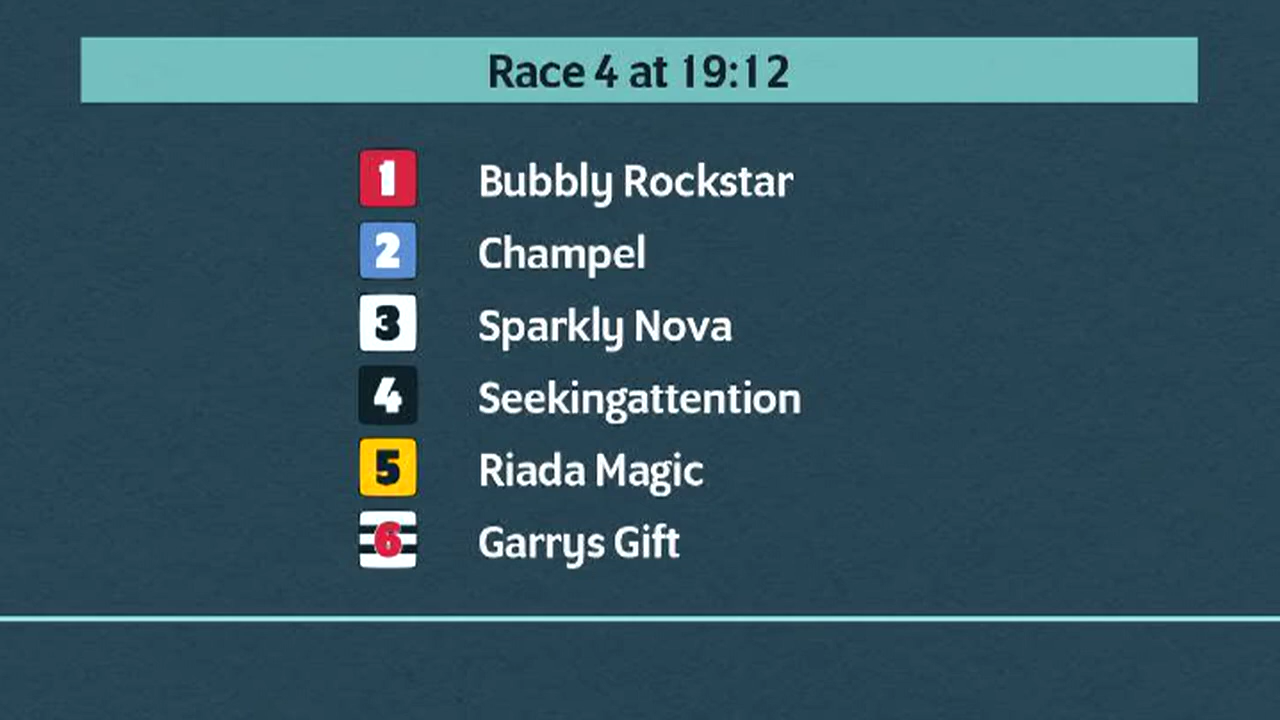 Race 4 at 19:12
1 Bubbly Rockstar
2 Champel
3 Sparkly Nova
4 Seekingattention
5 Riada Magic
6 Garrys Gift